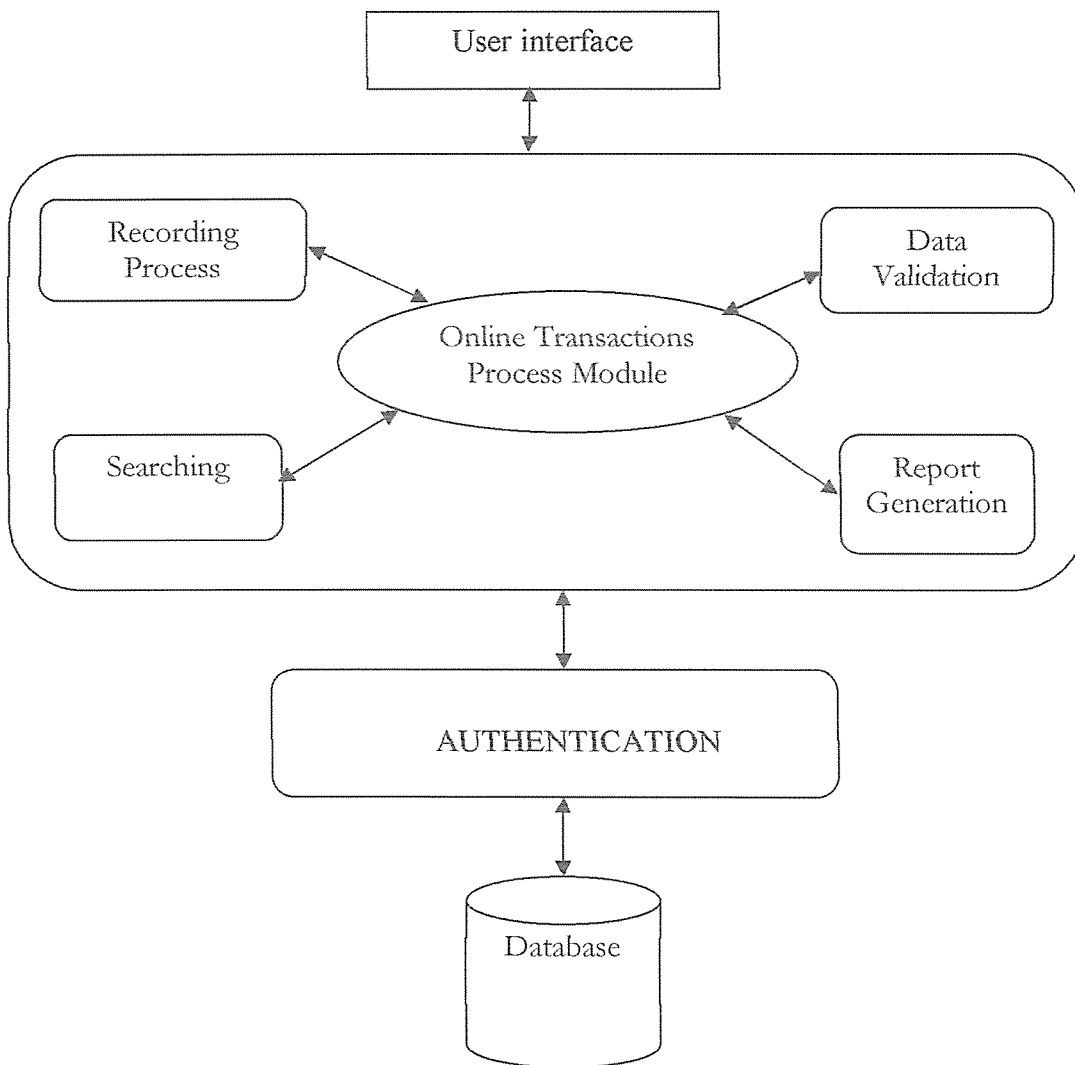 User interface
Recording
Process
Data
Validation
Online Transactions
Process Module
Searching
Report
Generation
AUTHENTICATION
Database